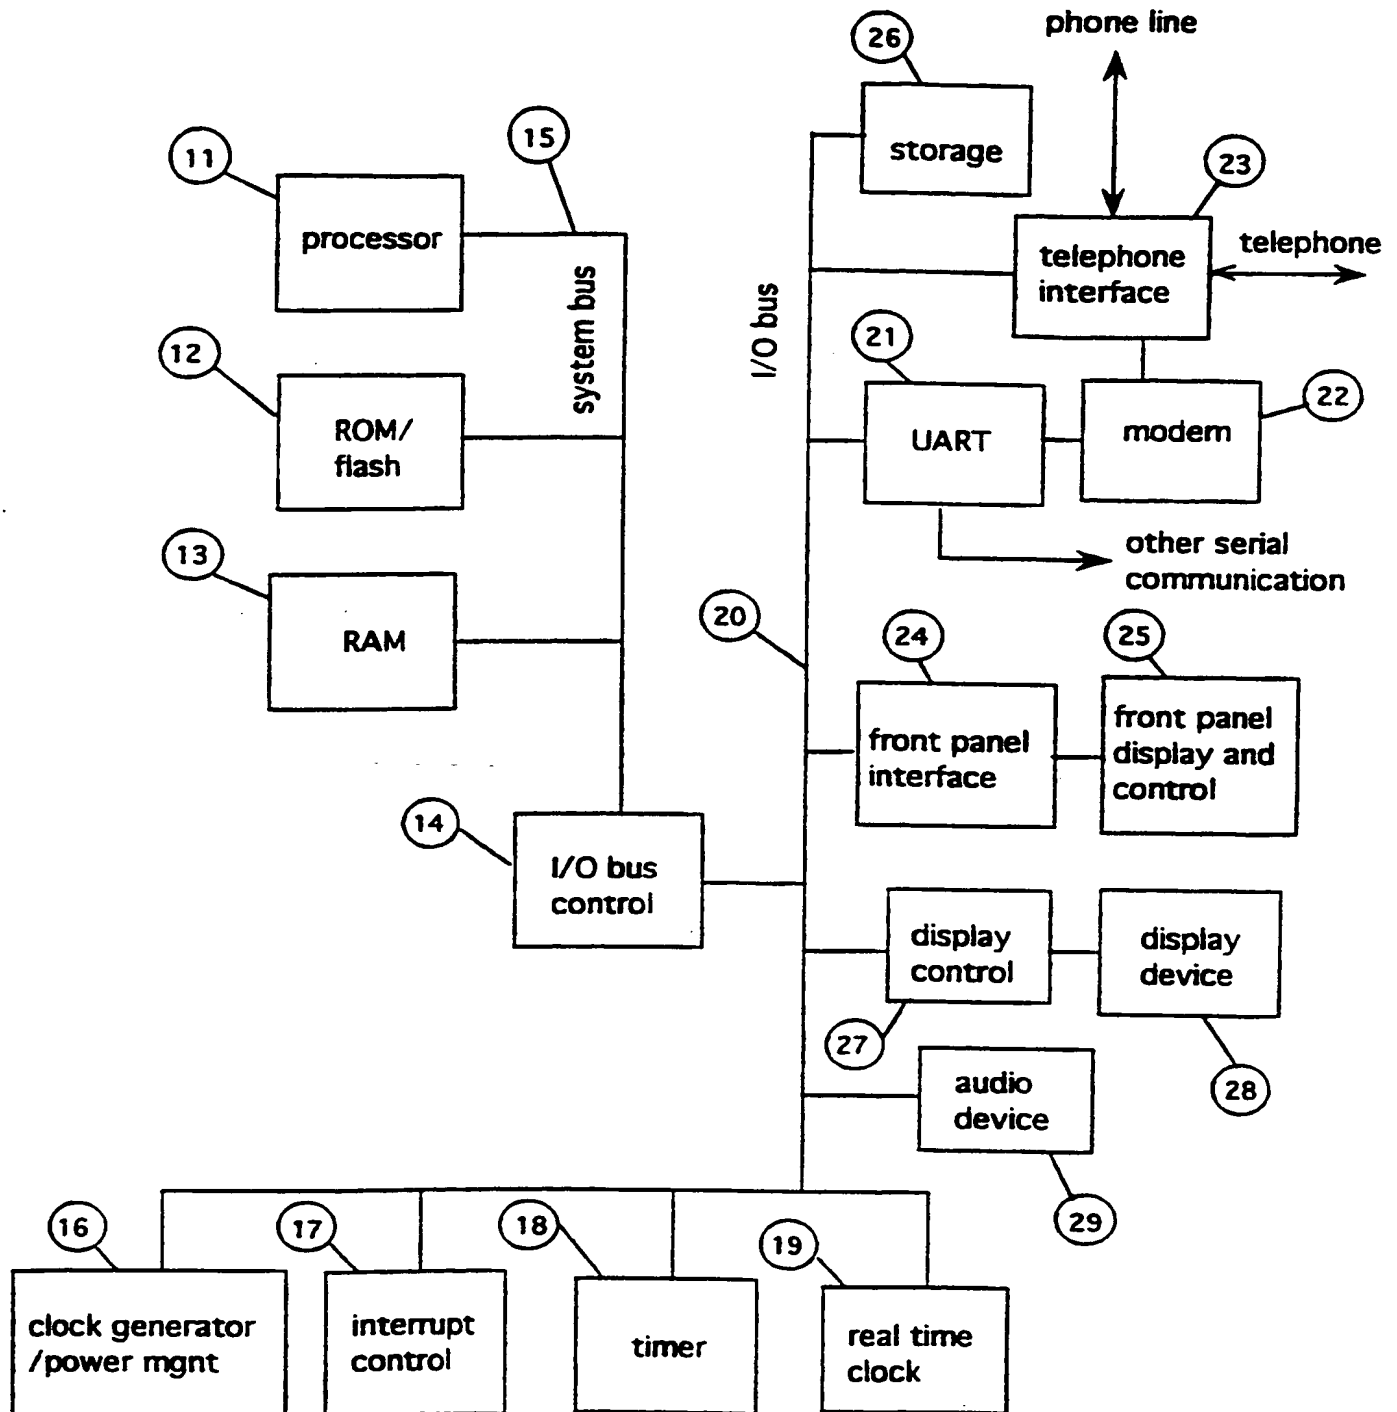 phone line
26
storage
15
11
processor
23
telephone
interface
telephone
system bus
I/O bus
12
ROM/
flash
21
UART
22
modem
13
RAM
other serial
communication
20
24
front panel
interface
25
front panel
display and
control
14
I/O bus
control
display
control
27
display
device
28
audio
device
29
16
clock generator
/power mgnt
17
interrupt
control
18
timer
19
real time
clock